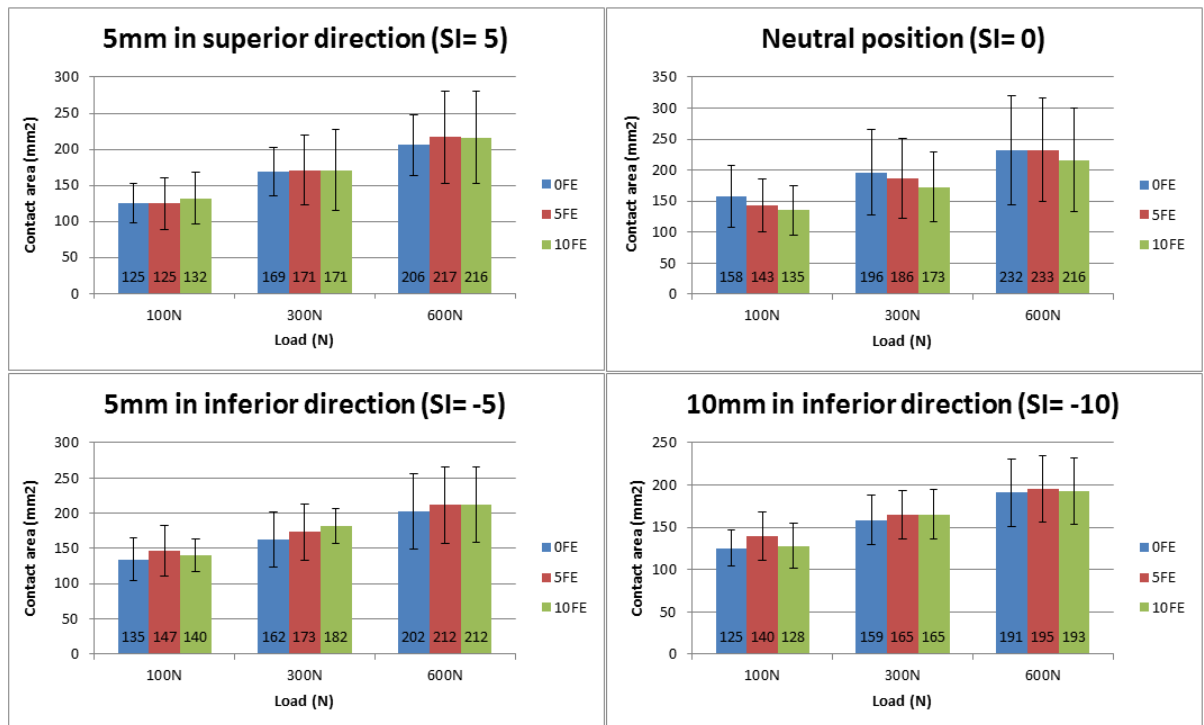 5mm in superior direction (SI= 5)
Contact area (mm2)
300
250
200
150
100
50
0
125 125 132 169 171 171 206 217 216
100N 300N 600N
Load (N)
0FE
5FE
10FE
Neutral position (SI= 0)
Contact area (mm2)
350
300
250
200
150
100
50
0
158 143 135 196 186 173 232 233 216
100N 300N 600N
Load (N)
0FE
5FE
10FE
5mm in inferior direction (SI= -5)
Contact area (mm2)
300
250
200
150
100
50
0
135 147 140 162 173 182 202 212 212
100N 300N 600N
Load (N)
0FE
5FE
10FE
10mm in inferior direction (SI= -10)
Contact area (mm2)
250
200
150
100
50
0
125 140 128 159 165 165 191 195 193
100N 300N 600N
Load (N)
0FE
5FE
10FE